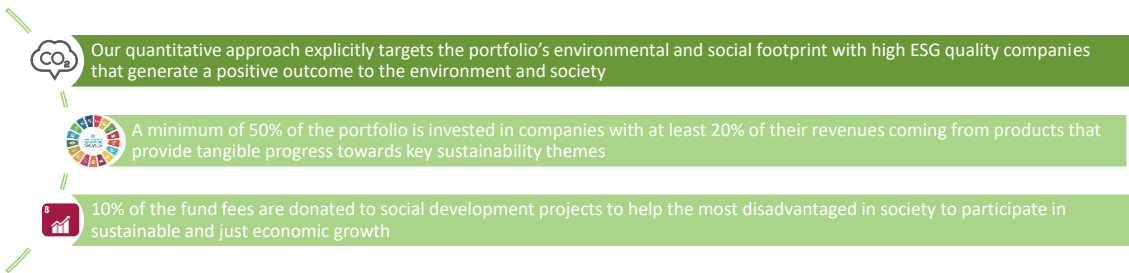 CO2
Our quantitative approach explicitly targets the portfolio's environmental and social footprint with high ESG quality companies
that generate a positive outcome to the environment and society
A minimum of 50% of the portfolio is invested in companies with at least 20% of their revenues coming from products that
provide tangible progress towards key sustainability themes
8
10% of the fund fees are donated to social development projects to help the most disadvantaged in society to participate in
sustainable and just economic growth